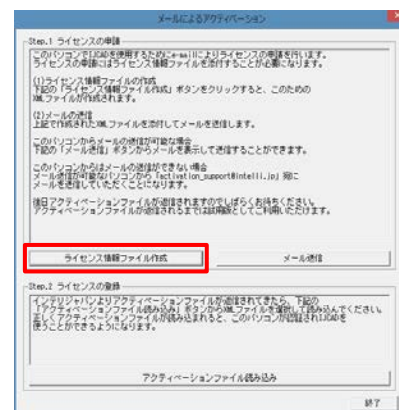 メールによるアクティベーション
Step.1 ライセンスの申請
このパソコンでIJCADを使用するためにe-mailによりライセンスの申請を行います。
ライセンスの申請にはライセンス情報ファイルを添付することが必要になります。
(1)ライセンス情報ファイルの作成
下記の「ライセンス情報ファイル作成」ボタンをクリックすると、このための
XMLファイルが作成されます。
(2)メールの送信
上記で作成されたXMLファイルを添付してメールを送信します。
このパソコンからメールの送信が可能な場合
下記の「メール送信」ボタンからメールを表示して送信することができます。
このパソコンからはメールの送信ができない場合
メール送信が可能なパソコンから「activation_support@intelli.jp」宛に
メールを送信していただくことになります。
後日アクティベーションファイルが返信されますのでしばらくお待ちください。
アクティベーションファイルが返信されるまでは試用版としてご利用いただけます。
ライセンス情報ファイル作成
メール送信
Step.2 ライセンスの登録
インテリジャパンよりアクティベーションファイルが返信されてきたら、下記の
「アクティベーションファイル読み込み」ボタンからXMLファイルを選択して読み込んでください。
正しくアクティベーションファイルが読み込まれると、このパソコンが認証されIJCADを
使うことができるようになります。
アクティベーションファイル読み込み
終了